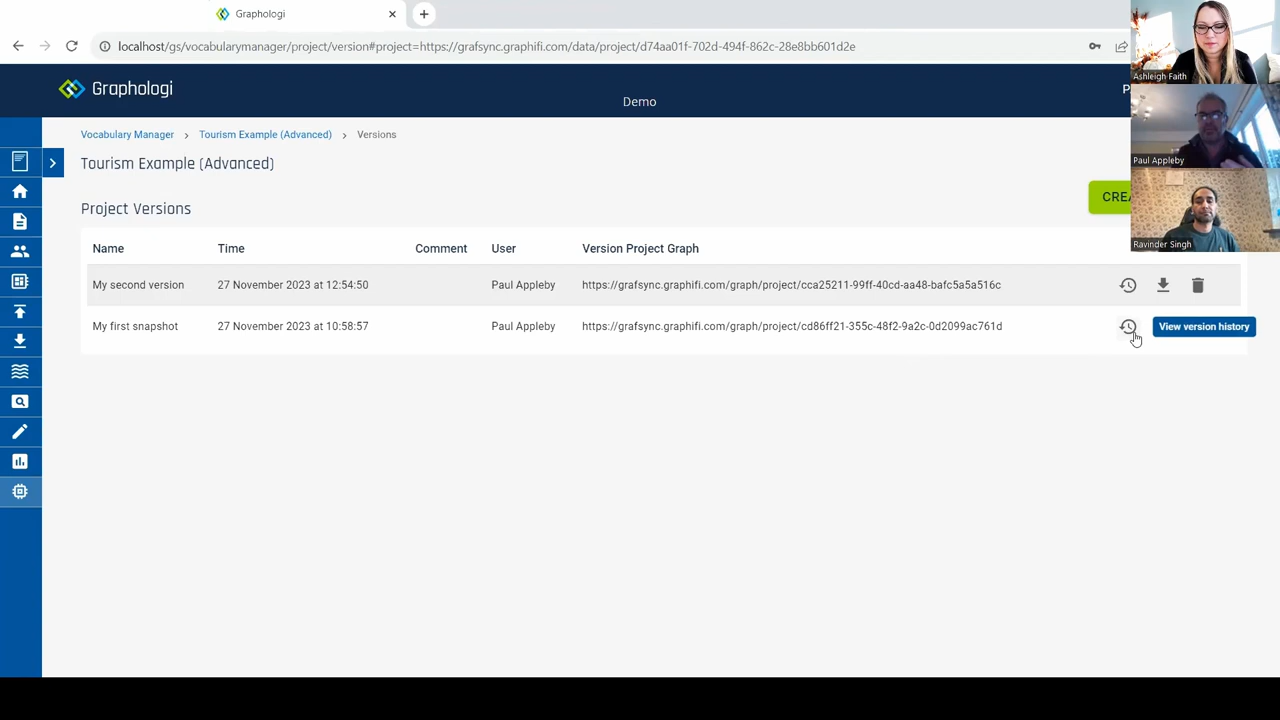 Graphologi
localhost/gs/vocabularymanager/project/version#project=https://grafsync.graphifi.com/data/project/d74aa01f-702d-494f-862c-28e8bb601d2e
Graphologi
Demo
P
Ashleigh Faith
Vocabulary Manager > Tourism Example (Advanced) > Versions
Tourism Example (Advanced)
Paul Appleby
Project Versions
CREA
Ravinder Singh
Name Time Comment User Version Project Graph
My second version 27 November 2023 at 12:54:50 Paul Appleby https://grafsync.graphifi.com/graph/project/cca25211-99ff-40cd-aa48-bafc5a5a516c
My first snapshot 27 November 2023 at 10:58:57 Paul Appleby https://grafsync.graphifi.com/graph/project/cd86ff21-355c-48f2-9a2c-0d2099ac761d View version history